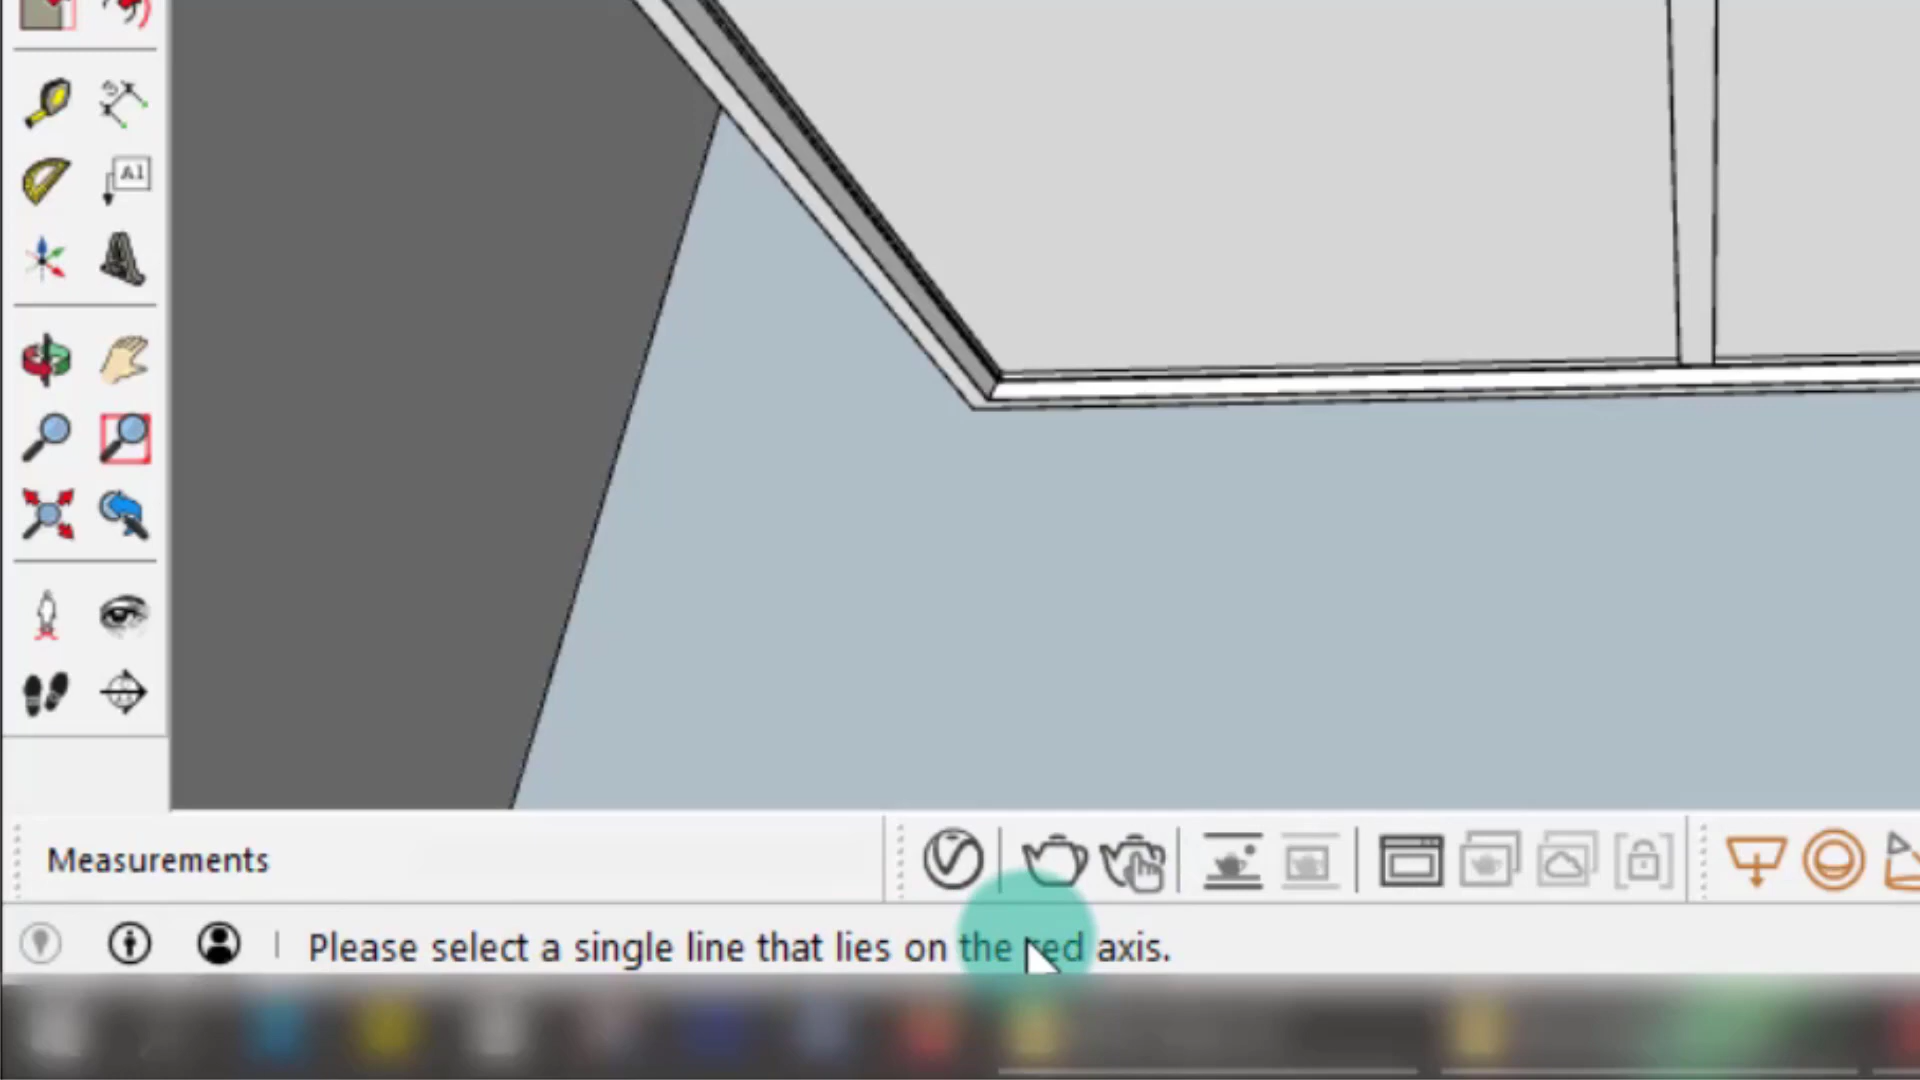 A1
Measurements
Please select a single line that lies on the red axis.